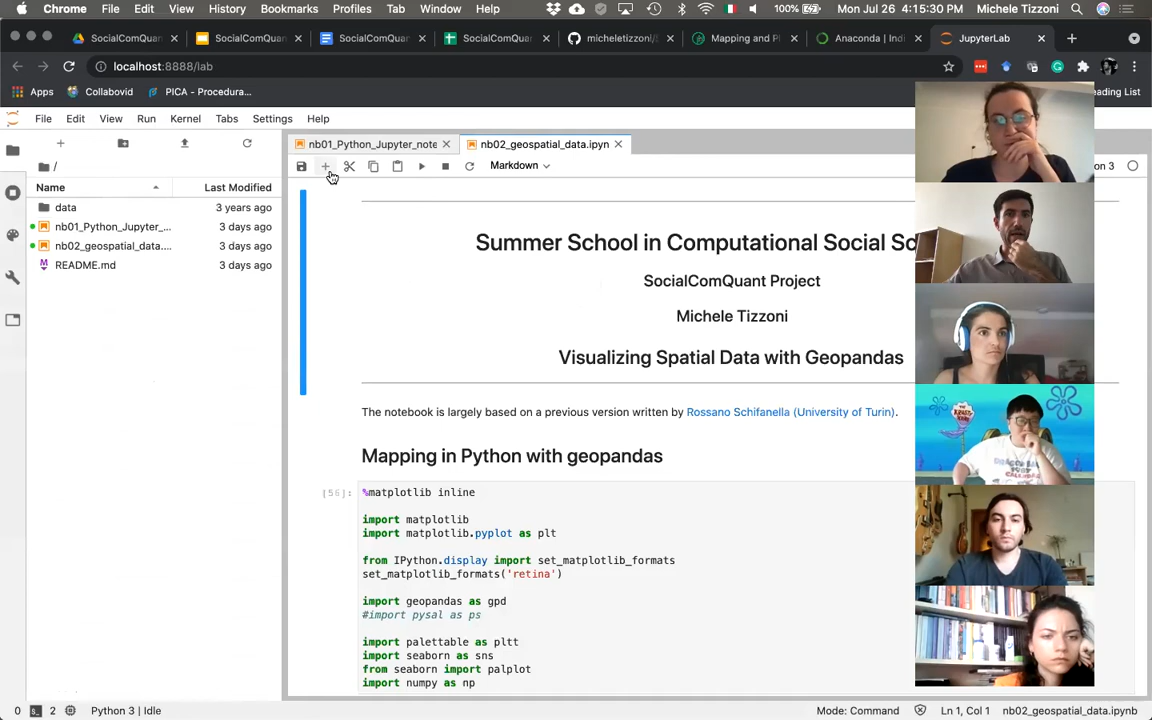 Chrome File Edit View History Bookmarks Profiles Tab Window Help 100% Mon Jul 26 4:15:30 PM Michele Tizzoni
SocialComQuan SocialComQuan SocialComQuan SocialComQuan micheletizzoni/ Mapping and Pl Anaconda | Indi JupyterLab
localhost:8888/lab
Apps Collabovid PICA - Procedura... eading List
File Edit View Run Kernel Tabs Settings Help
nb01_Python_Jupyter_note nb02_geospatial_data.ipyn
/
Markdown on 3
Name Last Modified
data 3 years ago
nb01_Python_Jupyter_... 3 days ago
nb02_geospatial_data.... 3 days ago
README.md 3 days ago
Summer School in Computational Social Sc
SocialComQuant Project
Michele Tizzoni
Visualizing Spatial Data with Geopandas
The notebook is largely based on a previous version written by Rossano Schifanella (University of Turin).
Mapping in Python with geopandas
[56]: %matplotlib inline
import matplotlib
import matplotlib.pyplot as plt
from IPython.display import set_matplotlib_formats
set_matplotlib_formats('retina')
import geopandas as gpd
#import pysal as ps
import palettable as pltt
import seaborn as sns
from seaborn import palplot
import numpy as np
0 2 Python 3 | Idle Mode: Command Ln 1, Col 1 nb02_geospatial_data.ipynb